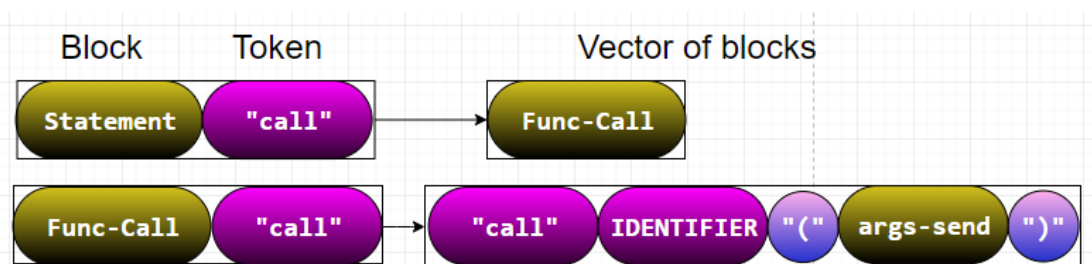 Block Token Vector of blocks
Statement "call" Func-Call
Func-Call "call" "call" IDENTIFIER "(" args-send ")"